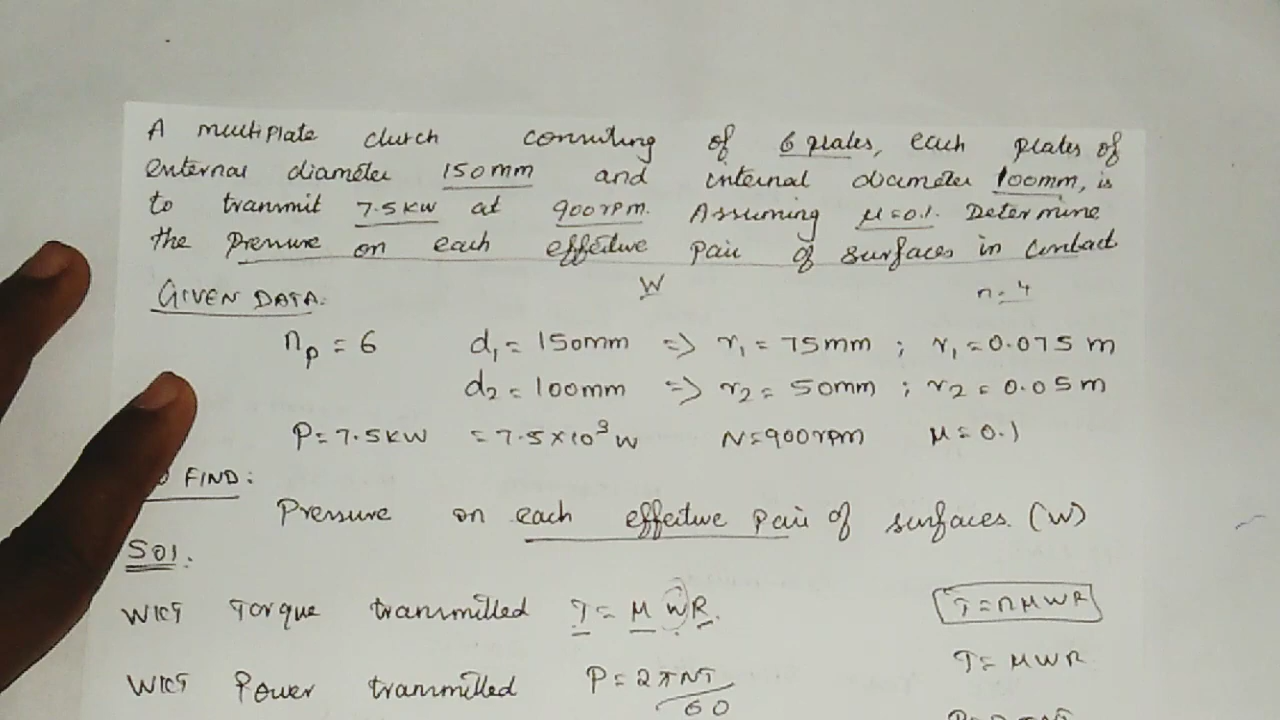 A multiplate clutch consisting of 6 plates, each plates of
external diameter 150mm and internal diameter 100mm, is
to transmit 7.5KW at 900rpm. Assuming μ=0.1. Determine
the pressure on each effective pair of surfaces in contact
W n=4
GIVEN DATA:
np = 6 d1 = 150mm => r1 = 75mm ; r1 = 0.075 m
d2 = 100mm => r2 = 50mm ; r2 = 0.05 m
P = 7.5KW = 7.5×10³ W N=900rpm μ = 0.1
FIND:
Pressure on each effective pair of surfaces. (W)
Sol.
WKT Torque transmitted T = μ W R. T = n μ W R
T = μ W R
WKT Power transmitted P = 2πNT
60